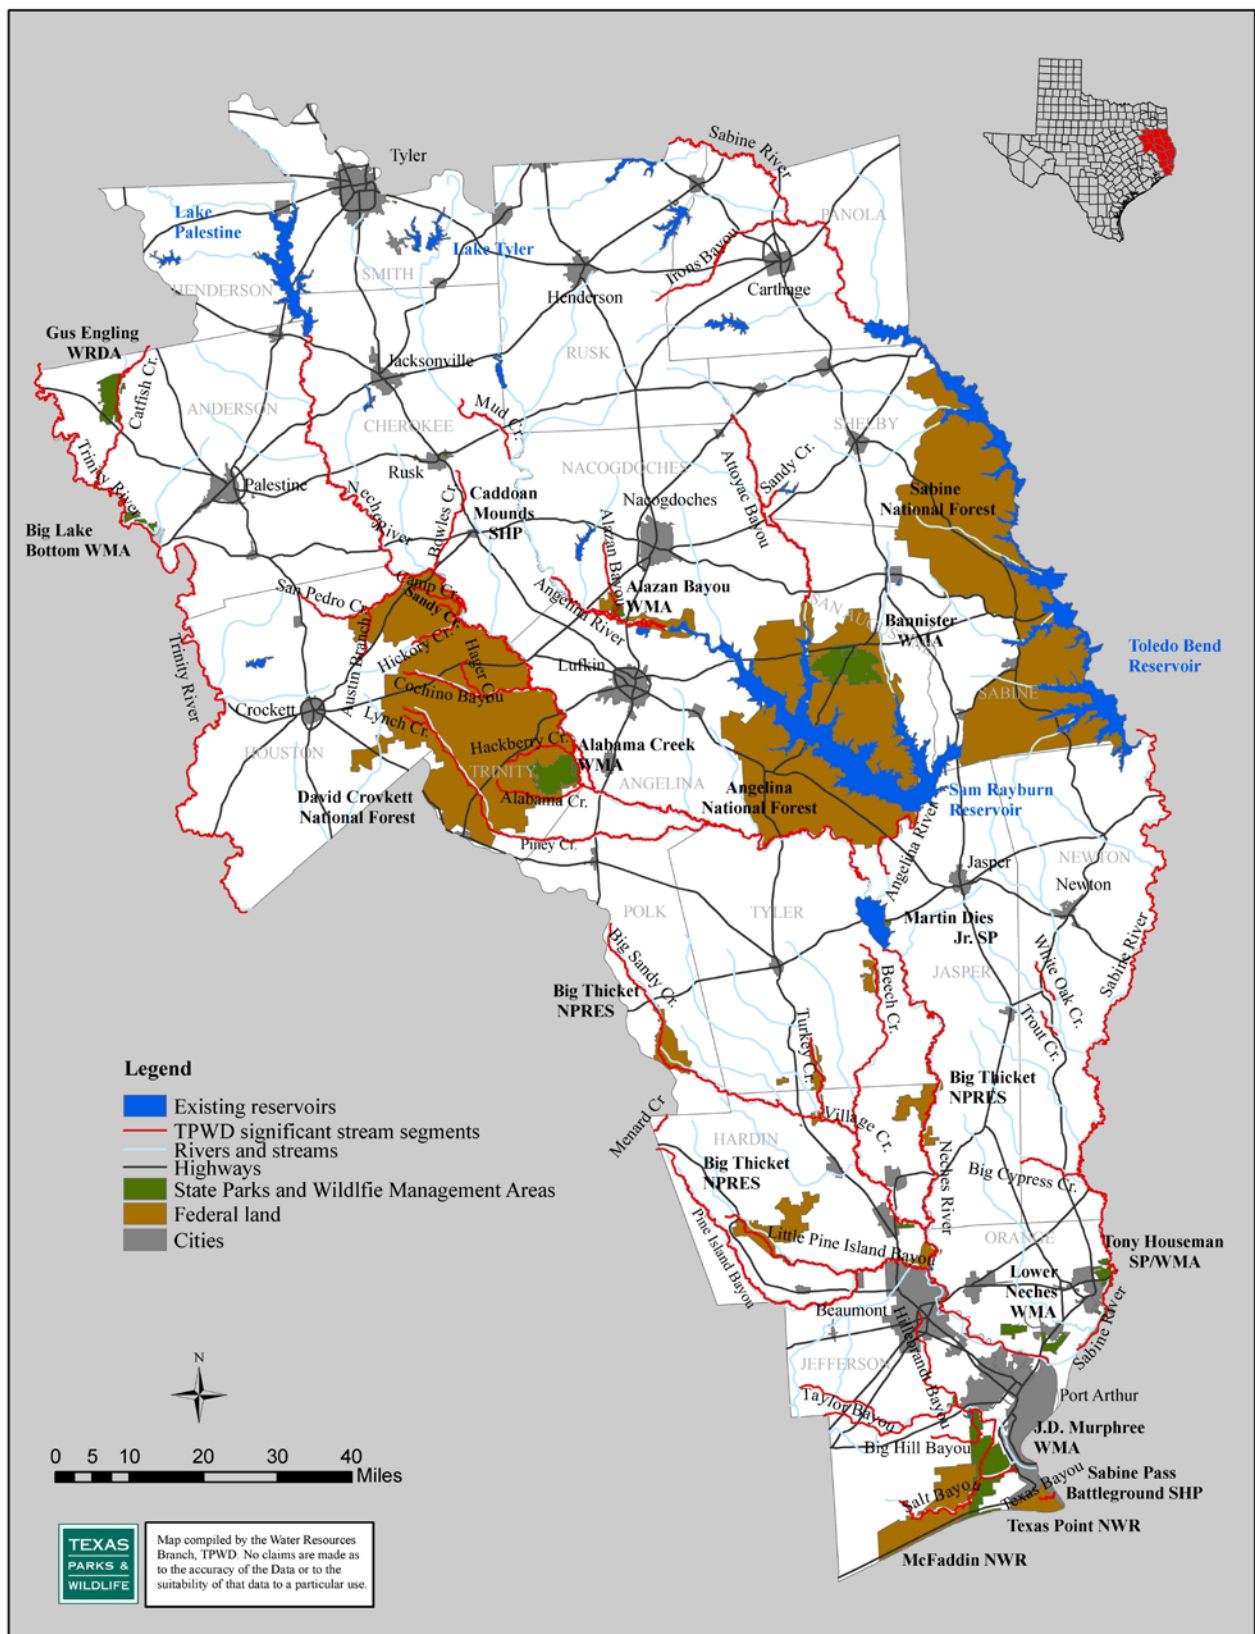 Sabine River
Tyler
PANOLA
Lake
Palestine
Lake Tyler
Irons Bayou
SMITH
HENDERSON
Henderson
Carthage
Gus Engling
WRDA
Catfish Cr.
Jacksonville
RUSK
ANDERSON
CHEROKEE
Mud Cr.
SHELBY
Trinity River
Rusk
NACOGDOCHES
Attoyac Bayou
Sandy Cr.
Palestine
Neches River
Bowles Cr.
Caddoan
Mounds
SHP
Nacogdoches
Sabine
National Forest
Big Lake
Bottom WMA
Alazan Bayou
San Pedro Cr.
Camp Cr.
Sandy Cr.
Angelina River
Alazan Bayou
WMA
SAN AUGUSTINE
Bannister
WMA
Trinity River
Austin Branch
Hickory Cr.
Hager Cr.
Lufkin
Toledo Bend
Reservoir
Cochino Bayou
SABINE
Crockett
Lynch Cr.
HOUSTON
Hackberry Cr.
Alabama Creek
WMA
TRINITY
ANGELINA
Alabama Cr.
Angelina
National Forest
Sam Rayburn
Reservoir
David Crovkett
National Forest
Piney Cr.
Angelina River
Jasper
NEWTON
Newton
POLK
TYLER
Martin Dies
Jr. SP
Big Sandy Cr.
JASPER
White Oak Cr.
Sabine River
Beech Cr.
Big Thicket
NPRES
Turkey Cr.
Trout Cr.
Legend
Existing reservoirs
TPWD significant stream segments
Rivers and streams
Highways
State Parks and Wildlfie Management Areas
Federal land
Cities
Big Thicket
NPRES
Menard Cr
Village Cr.
HARDIN
Big Thicket
NPRES
Neches River
Big Cypress Cr.
Pine Island Bayou
Little Pine Island Bayou
ORANGE
Tony Houseman
SP/WMA
Lower
Neches
WMA
Beaumont
Hillebrandt Bayou
Sabine River
JEFFERSON
N
Taylor Bayou
Port Arthur
Big Hill Bayou
J.D. Murphree
WMA
0 5 10 20 30 40
Miles
Salt Bayou
Texas Bayou
Sabine Pass
Battleground SHP
Texas Point NWR
McFaddin NWR
TEXAS
PARKS &
WILDLIFE
Map compiled by the Water Resources
Branch, TPWD. No claims are made as
to the accuracy of the Data or to the
suitability of that data to a particular use.